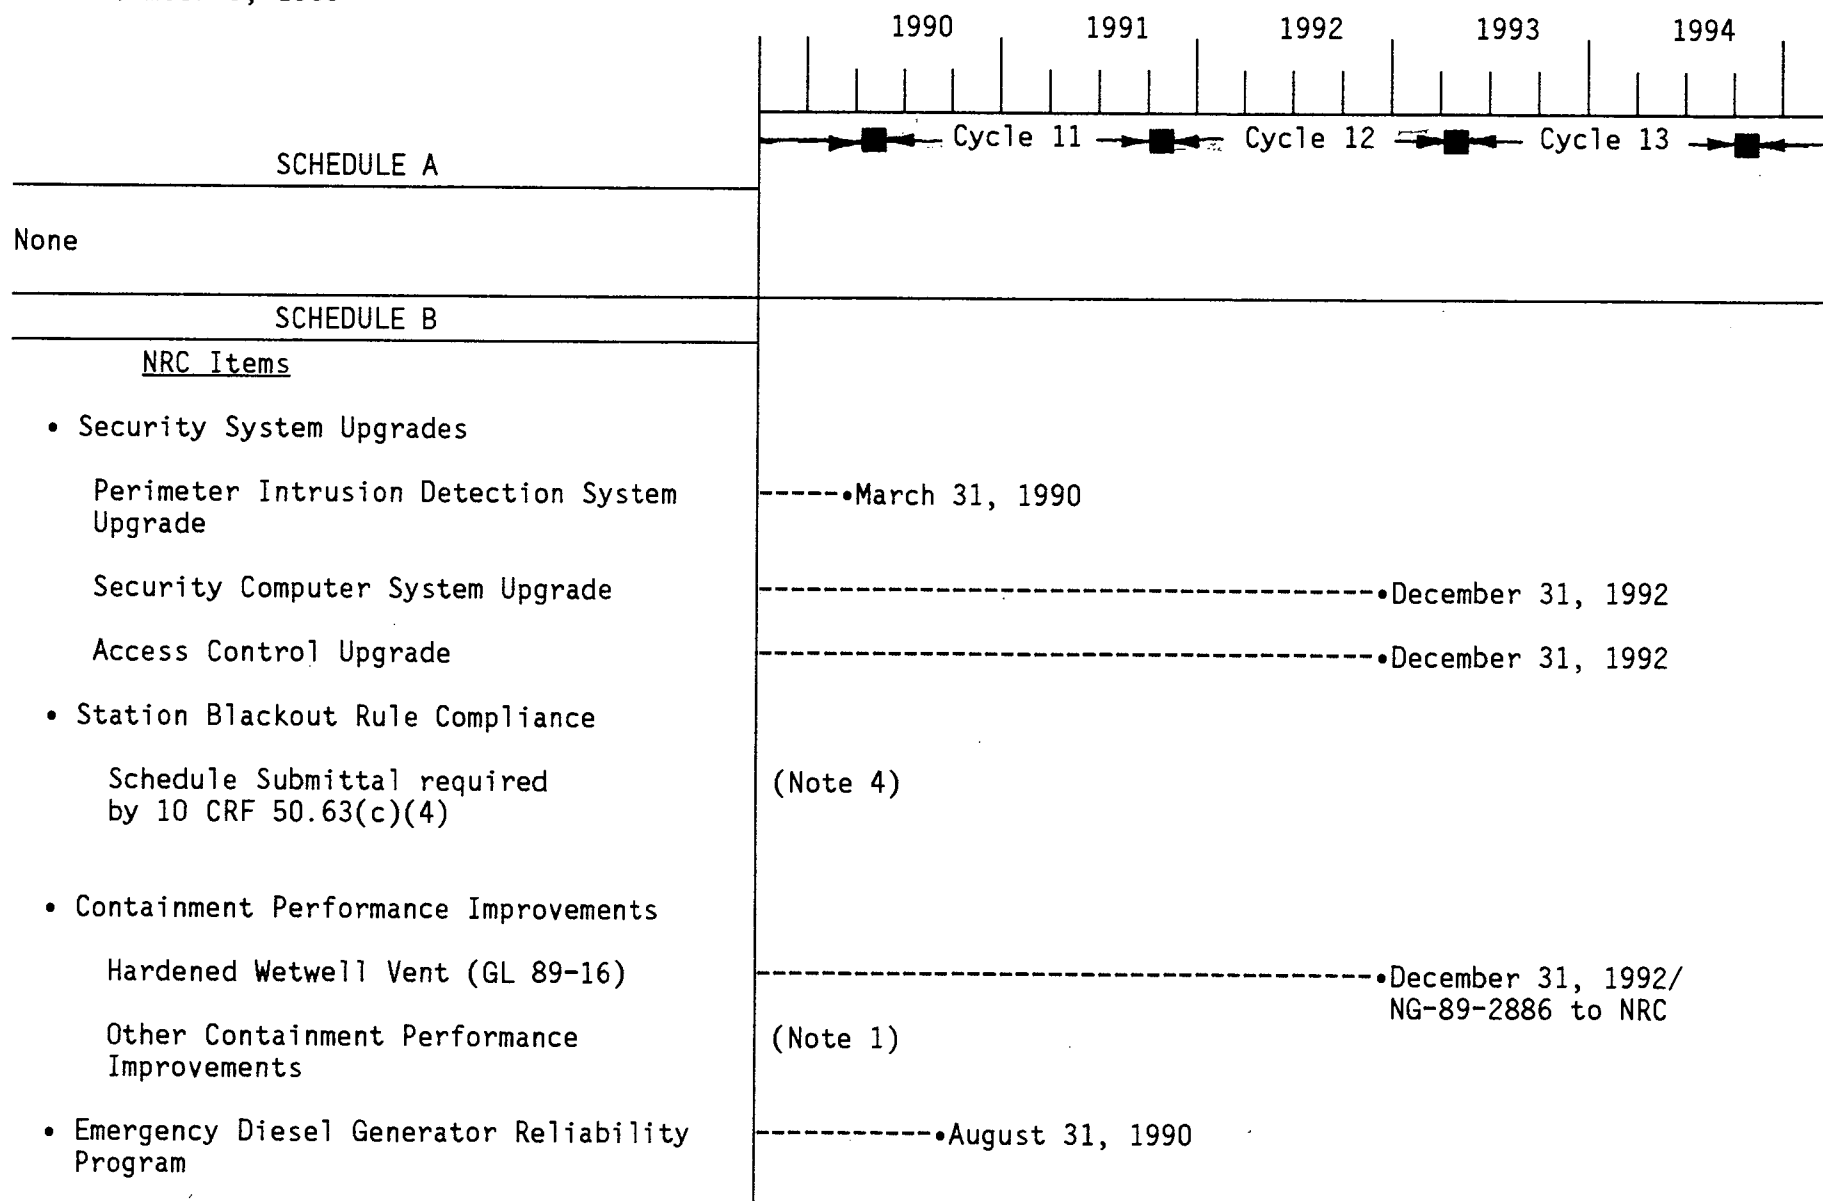 1990 1991 1992 1993 1994
Cycle 11 Cycle 12 Cycle 13
SCHEDULE A
None
SCHEDULE B
NRC Items
• Security System Upgrades
Perimeter Intrusion Detection System
Upgrade
March 31, 1990
Security Computer System Upgrade
December 31, 1992
Access Control Upgrade
December 31, 1992
• Station Blackout Rule Compliance
Schedule Submittal required
by 10 CRF 50.63(c)(4)
(Note 4)
• Containment Performance Improvements
Hardened Wetwell Vent (GL 89-16)
December 31, 1992/
NG-89-2886 to NRC
Other Containment Performance
Improvements
(Note 1)
• Emergency Diesel Generator Reliability
Program
August 31, 1990